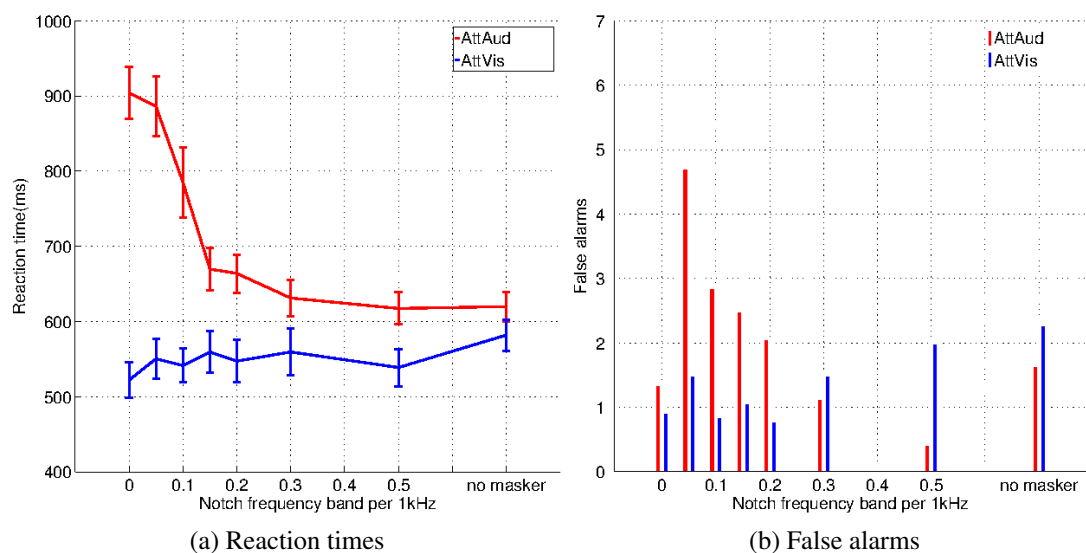 1000
900
800
700
600
500
400
Reaction time(ms)
AttAud
AttVis
0 0.1 0.2 0.3 0.4 0.5 no masker
Notch frequency band per 1kHz
(a) Reaction times
7
6
5
4
3
2
1
0
False alarms
AttAud
AttVis
0 0.1 0.2 0.3 0.4 0.5 no masker
Notch frequency band per 1kHz
(b) False alarms